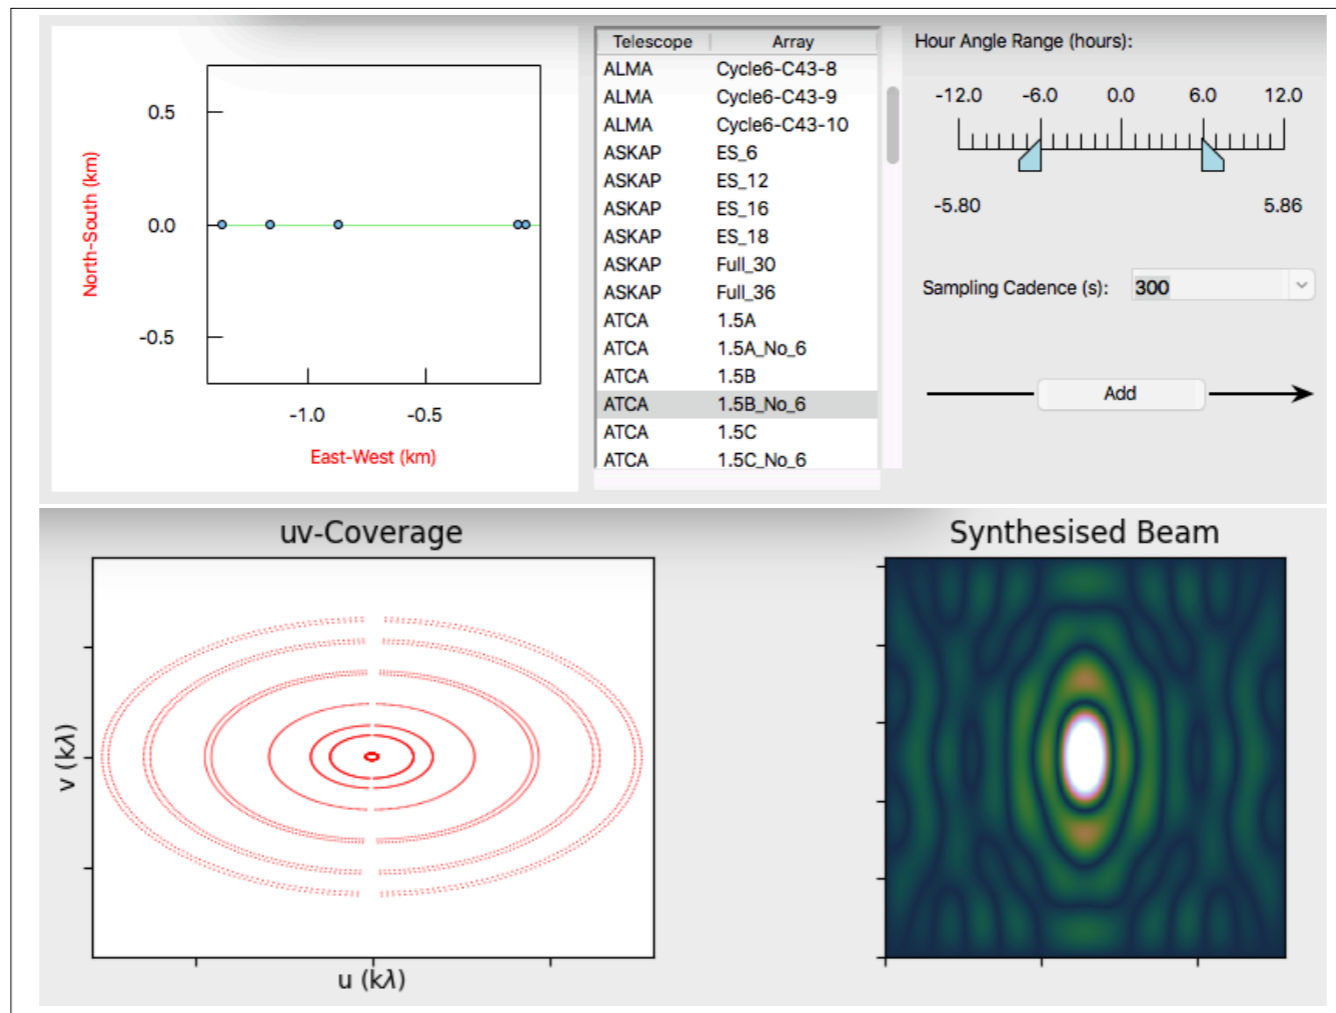 0.5
0.0
-0.5
North-South (km)
-1.0 -0.5
East-West (km)
Telescope Array
ALMA Cycle6-C43-8
ALMA Cycle6-C43-9
ALMA Cycle6-C43-10
ASKAP ES_6
ASKAP ES_12
ASKAP ES_16
ASKAP ES_18
ASKAP Full_30
ASKAP Full_36
ATCA 1.5A
ATCA 1.5A_No_6
ATCA 1.5B
ATCA 1.5B_No_6
ATCA 1.5C
ATCA 1.5C_No_6
Hour Angle Range (hours):
-12.0 -6.0 0.0 6.0 12.0
-5.80 5.86
Sampling Cadence (s): 300
Add
uv-Coverage
v (kλ)
u (kλ)
Synthesised Beam